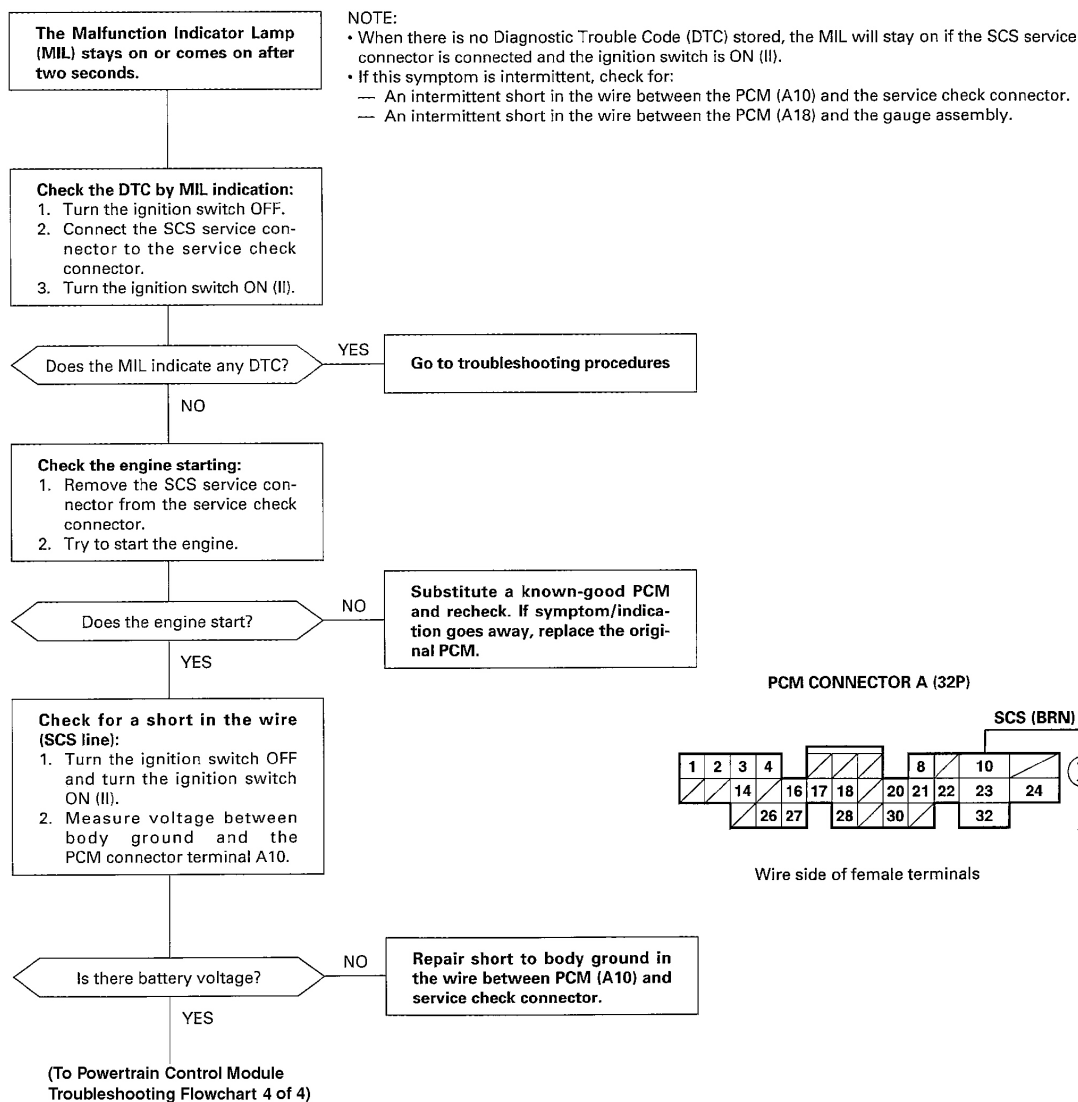 The Malfunction Indicator Lamp
(MIL) stays on or comes on after
two seconds.
NOTE:
• When there is no Diagnostic Trouble Code (DTC) stored, the MIL will stay on if the SCS service
connector is connected and the ignition switch is ON (II).
• If this symptom is intermittent, check for:
— An intermittent short in the wire between the PCM (A10) and the service check connector.
— An intermittent short in the wire between the PCM (A18) and the gauge assembly.
Check the DTC by MIL indication:
1. Turn the ignition switch OFF.
2. Connect the SCS service con-
nector to the service check
connector.
3. Turn the ignition switch ON (II).
Does the MIL indicate any DTC?
YES
Go to troubleshooting procedures
NO
Check the engine starting:
1. Remove the SCS service con-
nector from the service check
connector.
2. Try to start the engine.
Does the engine start?
NO
Substitute a known-good PCM
and recheck. If symptom/indica-
tion goes away, replace the origi-
nal PCM.
YES
Check for a short in the wire
(SCS line):
1. Turn the ignition switch OFF
and turn the ignition switch
ON (II).
2. Measure voltage between
body ground and the
PCM connector terminal A10.
PCM CONNECTOR A (32P)
SCS (BRN)
1 2 3 4 8 10
14 16 17 18 20 21 22 23 24
26 27 28 30 32
Wire side of female terminals
Is there battery voltage?
NO
Repair short to body ground in
the wire between PCM (A10) and
service check connector.
YES
(To Powertrain Control Module
Troubleshooting Flowchart 4 of 4)